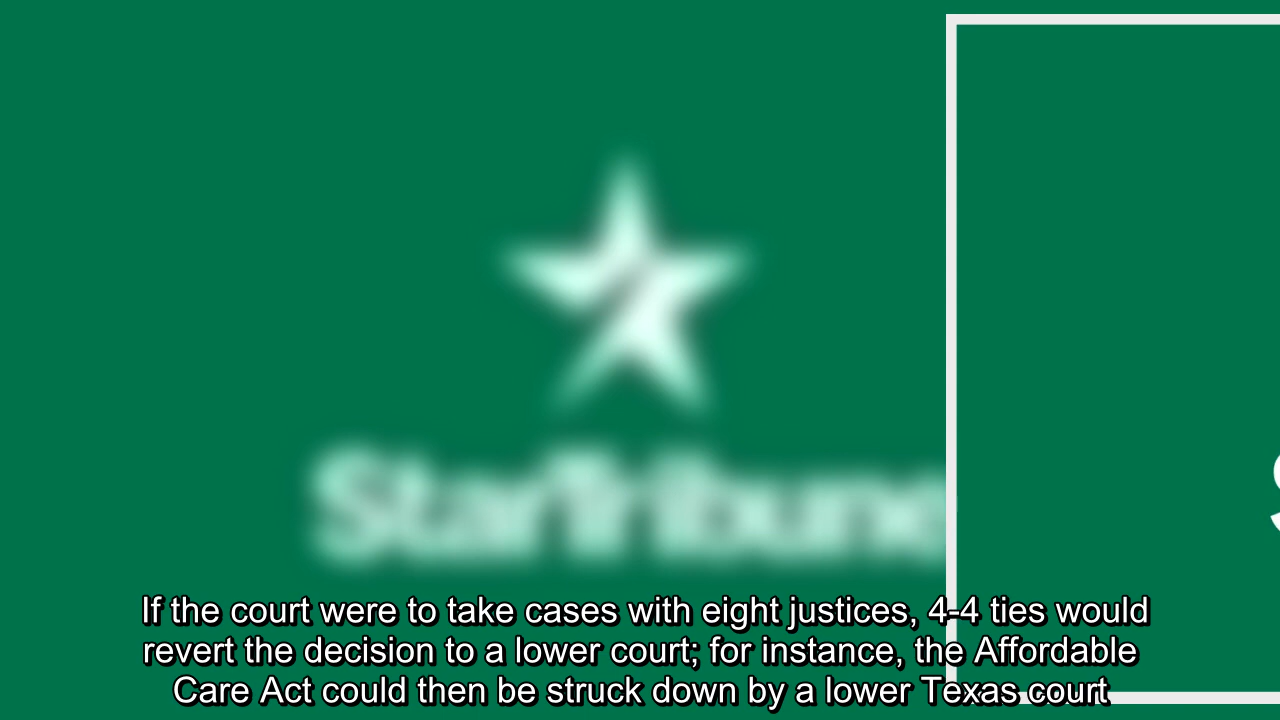 StarTribune
If the court were to take cases with eight justices, 4-4 ties would
revert the decision to a lower court; for instance, the Affordable
Care Act could then be struck down by a lower Texas court